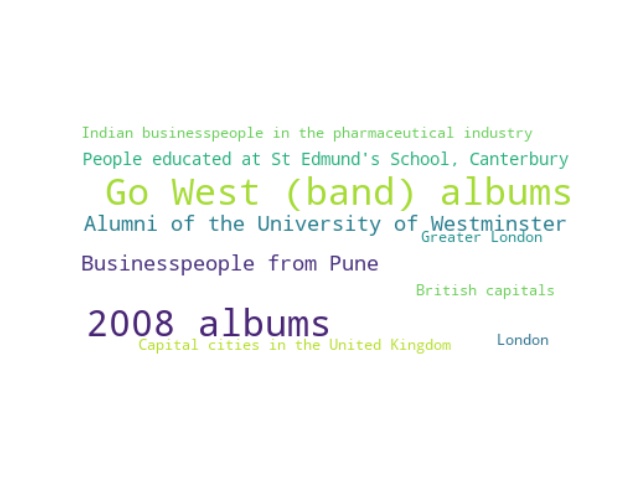 Indian businesspeople in the pharmaceutical industry
People educated at St Edmund's School, Canterbury
Go West (band) albums
Alumni of the University of Westminster
Greater London
Businesspeople from Pune
British capitals
2008 albums
London
Capital cities in the United Kingdom